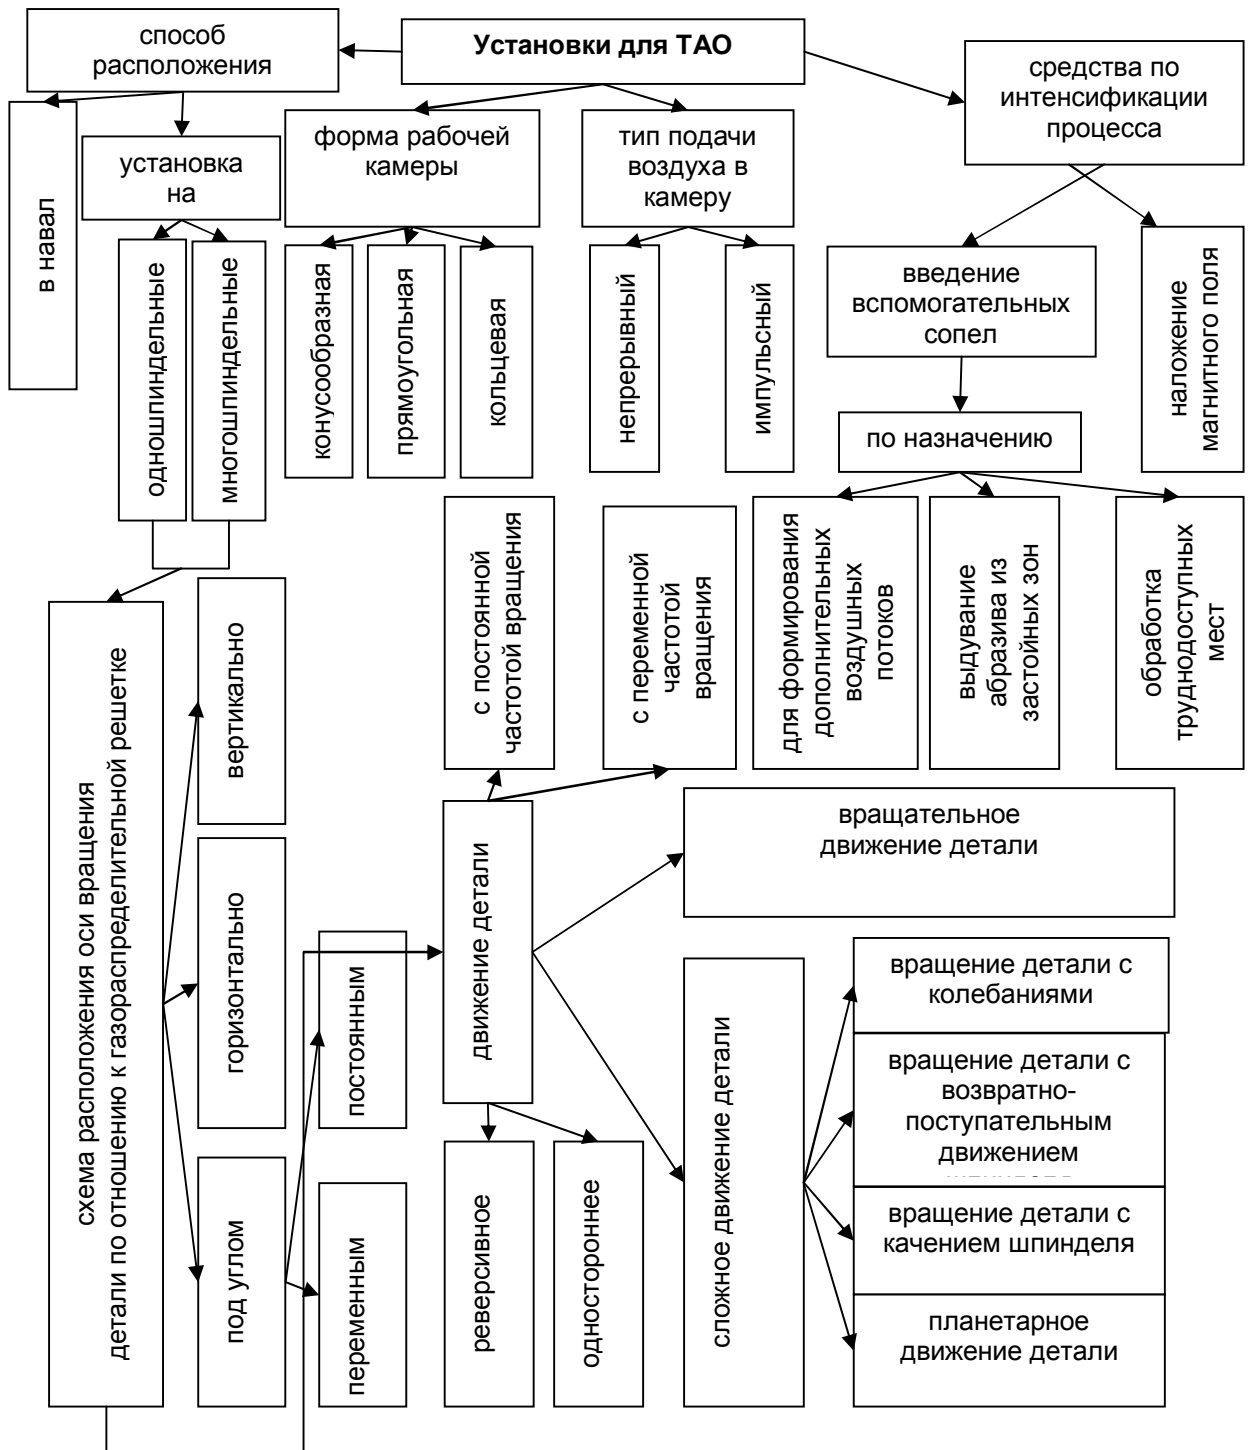 Установки для ТАО
способ
расположения
в навал
установка
на
одношпиндельные
многошпиндельные
форма рабочей
камеры
конусообразная
прямоугольная
кольцевая
тип подачи
воздуха в
камеру
непрерывный
импульсный
средства по
интенсификации
процесса
введение
вспомогательных
сопел
наложение
магнитного поля
по назначению
для формирования
дополнительных
воздушных
потоков
выдувание
абразива из
застойных зон
обработка
труднодоступных
мест
схема расположения оси вращения
детали по отношению к газораспределительной решетке
вертикально
горизонтально
под углом
постоянным
переменным
движение детали
с постоянной
частотой вращения
с переменной
частотой
вращения
реверсивное
одностороннее
вращательное
движение детали
сложное движение детали
вращение детали с
колебаниями
вращение детали с
возвратно-
поступательным
движением
вращение детали с
качением шпинделя
планетарное
движение детали